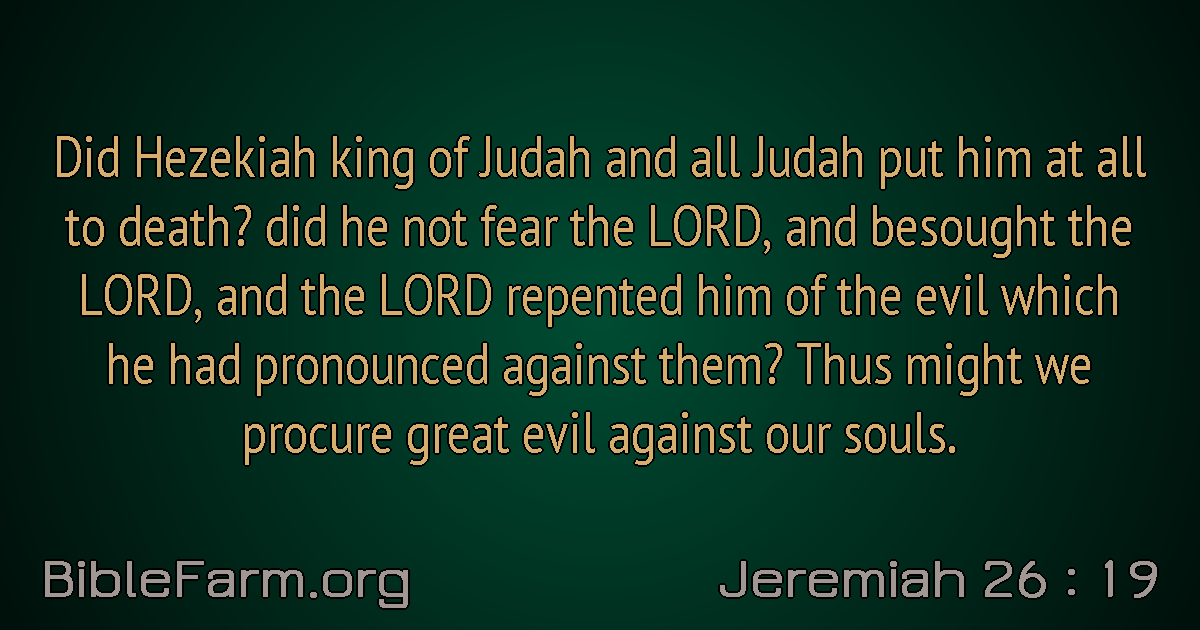 Did Hezekiah king of Judah and all Judah put him at all
to death? did he not fear the LORD, and besought the
LORD, and the LORD repented him of the evil which
he had pronounced against them? Thus might we
procure great evil against our souls.
BibleFarm.org
Jeremiah 26 : 19